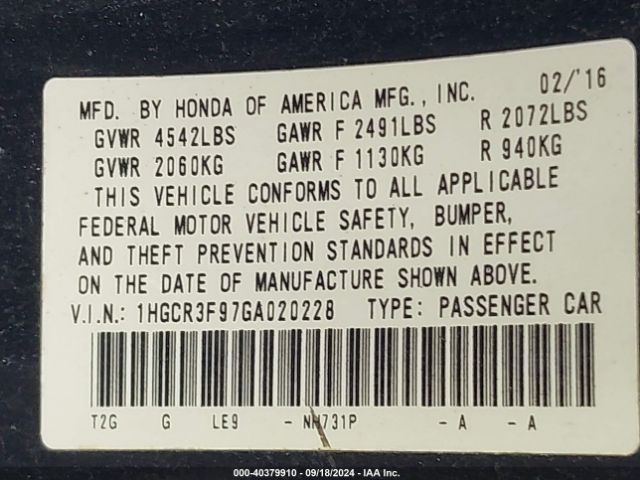 MFD. BY HONDA OF AMERICA MFG., INC. 02/'16
GVWR 4542LBS GAWR F 2491LBS R 2072LBS
GVWR 2060KG GAWR F 1130KG R 940KG
THIS VEHICLE CONFORMS TO ALL APPLICABLE
FEDERAL MOTOR VEHICLE SAFETY, BUMPER,
AND THEFT PREVENTION STANDARDS IN EFFECT
ON THE DATE OF MANUFACTURE SHOWN ABOVE.
V.I.N.: 1HGCR3F97GA020228 TYPE: PASSENGER CAR
T2G G LE9 - NH731P - A - A
000-40379910 - 09/18/2024 - IAA Inc.